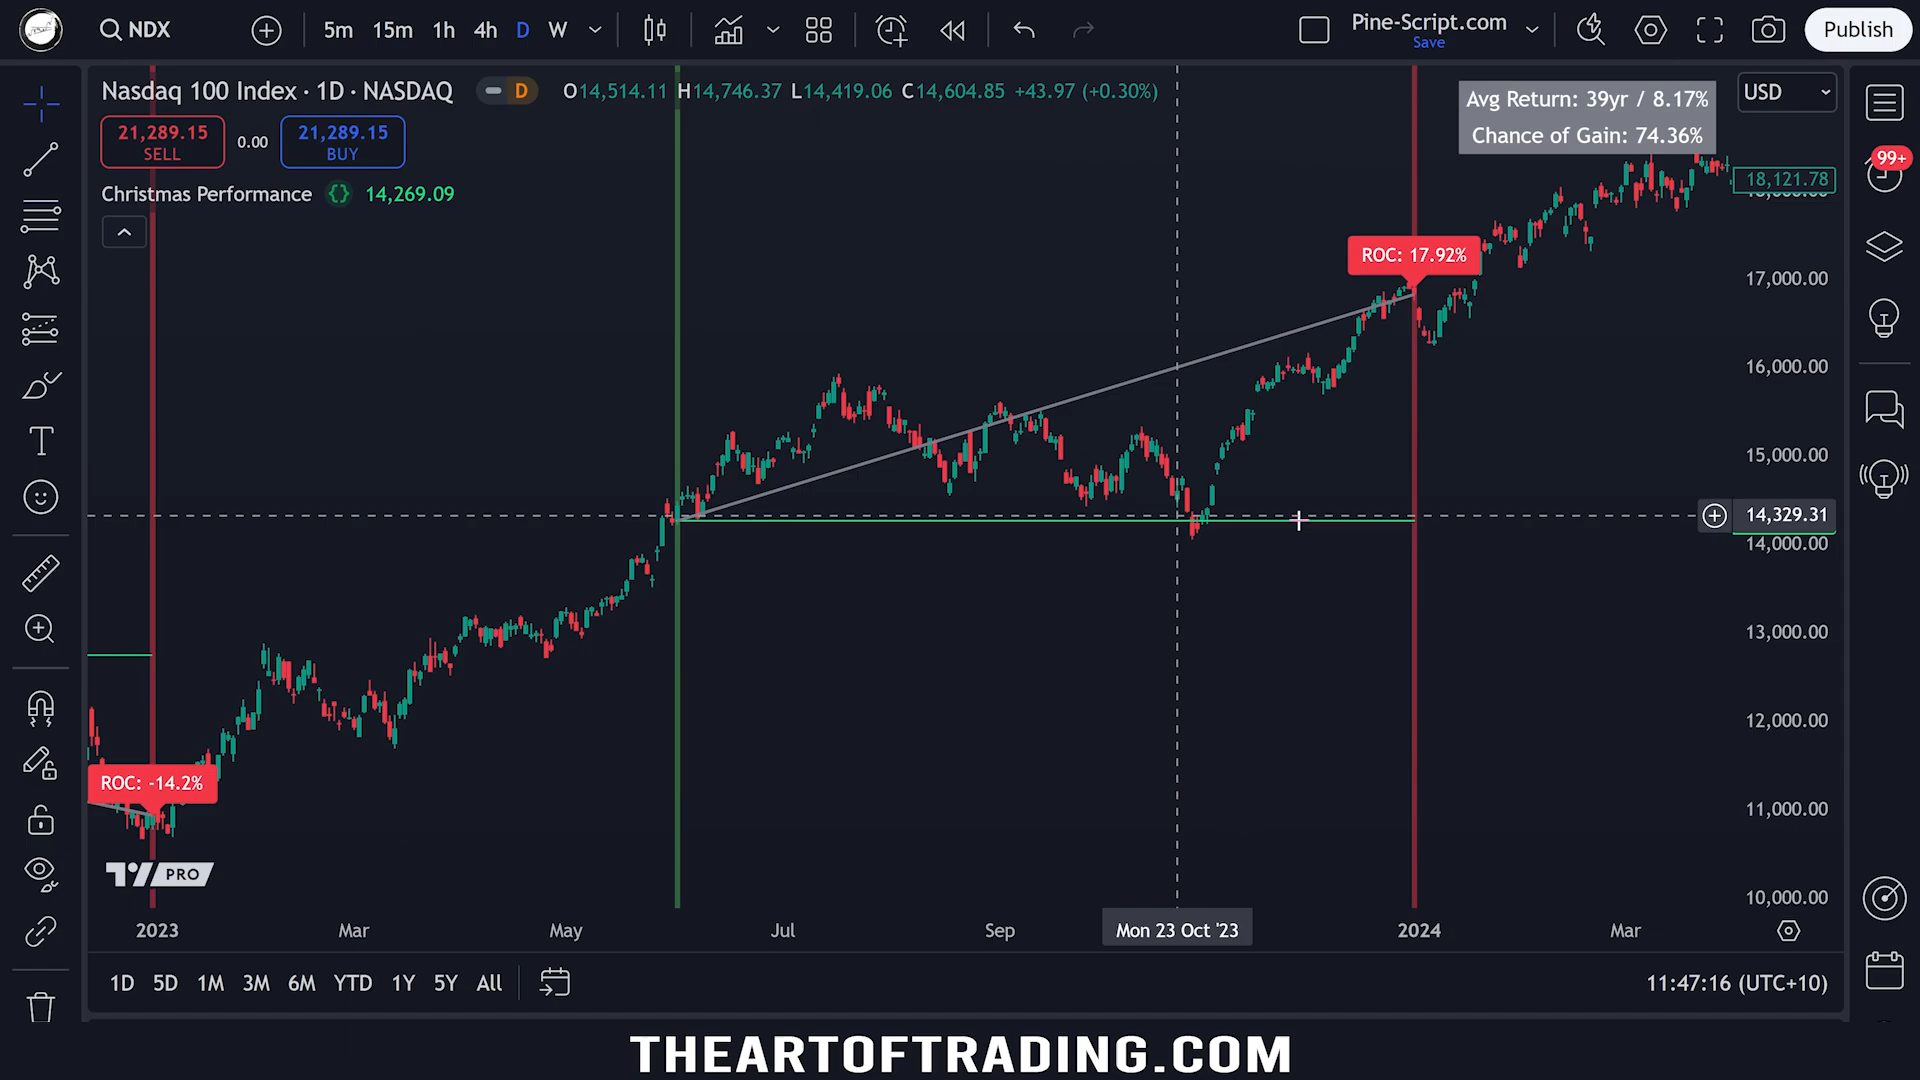 NDX
5m 15m 1h 4h D W
Pine-Script.com
Save
Publish
Nasdaq 100 Index · 1D · NASDAQ
D
O14,514.11 H14,746.37 L14,419.06 C14,604.85 +43.97 (+0.30%)
Avg Return: 39yr / 8.17%
Chance of Gain: 74.36%
USD
21,289.15
SELL
0.00
21,289.15
BUY
99+
18,121.78
Christmas Performance {} 14,269.09
ROC: 17.92%
17,000.00
16,000.00
15,000.00
14,329.31
14,000.00
13,000.00
12,000.00
ROC: -14.2%
11,000.00
PRO
10,000.00
2023 Mar May Jul Sep Mon 23 Oct '23 2024 Mar
1D 5D 1M 3M 6M YTD 1Y 5Y All
11:47:16 (UTC+10)
THEARTOFTRADING.COM